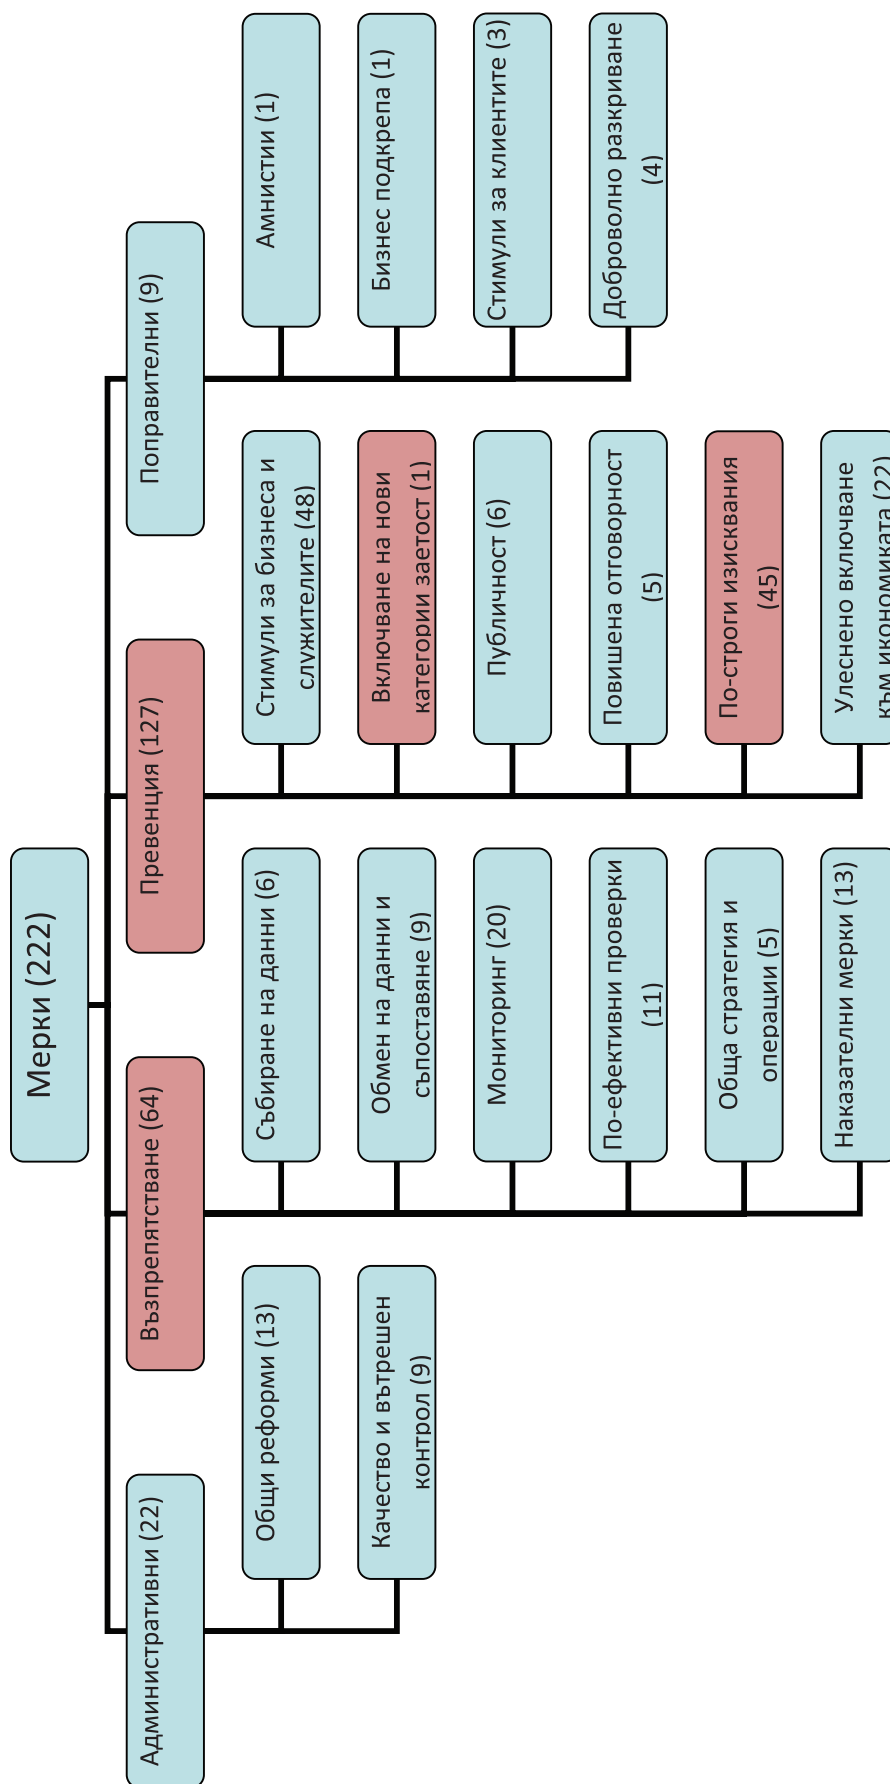 Мерки (222)
Административни (22)
Общи реформи (13)
Качество и вътрешен
контрол (9)
Възпрепятстване (64)
Събиране на данни (6)
Обмен на данни и
съпоставяне (9)
Мониторинг (20)
По-ефективни проверки
(11)
Обща стратегия и
операции (5)
Наказателни мерки (13)
Превенция (127)
Стимули за бизнеса и
служителите (48)
Включване на нови
категории заетост (1)
Публичност (6)
Повишена отговорност
(5)
По-строги изисквания
(45)
Улеснено включване
към икономиката (22)
Поправителни (9)
Амнистии (1)
Бизнес подкрепа (1)
Стимули за клиентите (3)
Доброволно разкриване
(4)